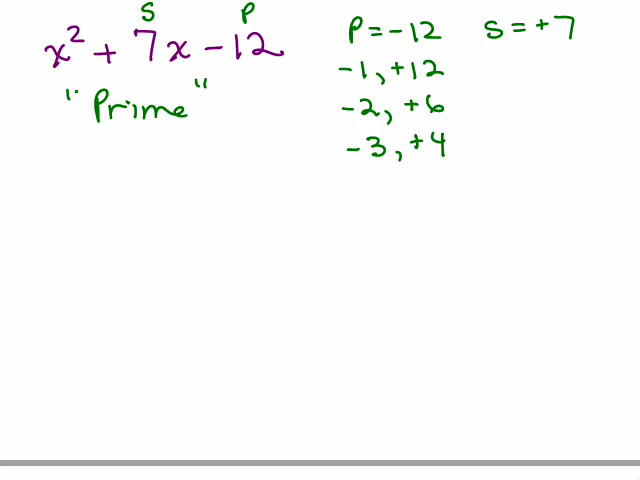 S P
x² + 7x - 12
"Prime"
P = -12 S = +7
-1, +12
-2, +6
-3, +4